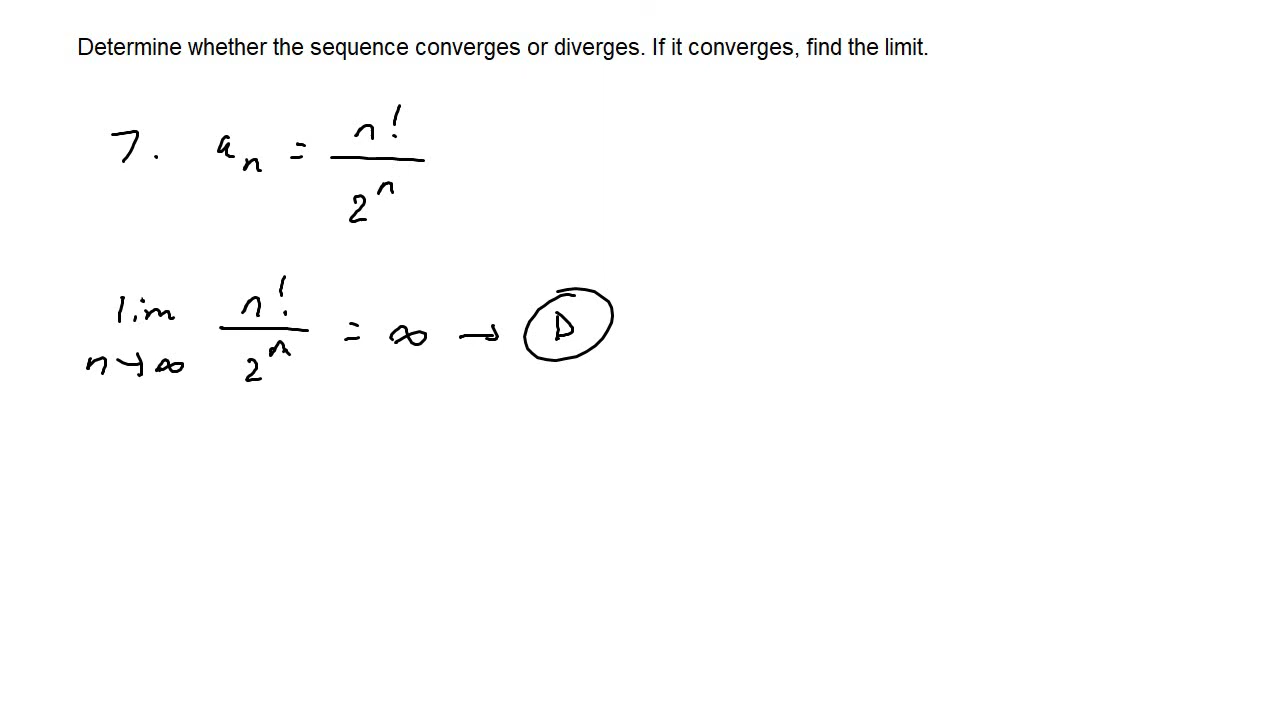 Determine whether the sequence converges or diverges. If it converges, find the limit.
7. a_n = n! / 2^n
lim n→∞ n! / 2^n = ∞ → D